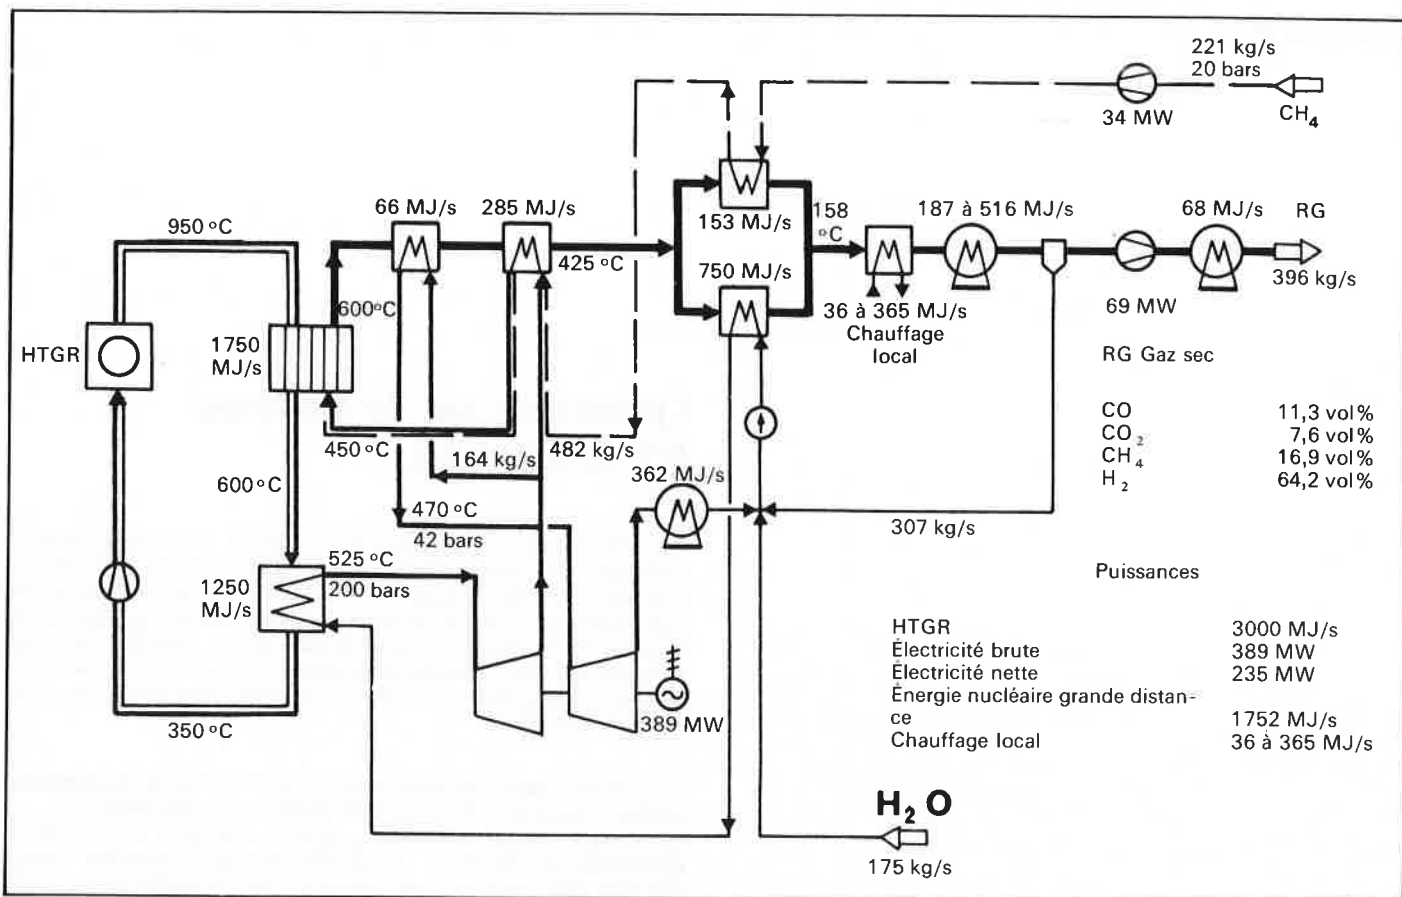 221 kg/s
20 bars
34 MW
CH₄
66 MJ/s
285 MJ/s
153 MJ/s
158
°C
187 à 516 MJ/s
68 MJ/s
RG
950 °C
425 °C
750 MJ/s
396 kg/s
600°C
36 à 365 MJ/s
Chauffage
local
69 MW
HTGR
1750
MJ/s
RG Gaz sec
CO 11,3 vol%
CO₂ 7,6 vol%
CH₄ 16,9 vol%
H₂ 64,2 vol%
450 °C
482 kg/s
164 kg/s
362 MJ/s
600°C
470 °C
42 bars
307 kg/s
525 °C
200 bars
1250
MJ/s
Puissances
HTGR 3000 MJ/s
Électricité brute 389 MW
Électricité nette 235 MW
Énergie nucléaire grande distan-
ce 1752 MJ/s
Chauffage local 36 à 365 MJ/s
350 °C
389 MW
H₂O
175 kg/s